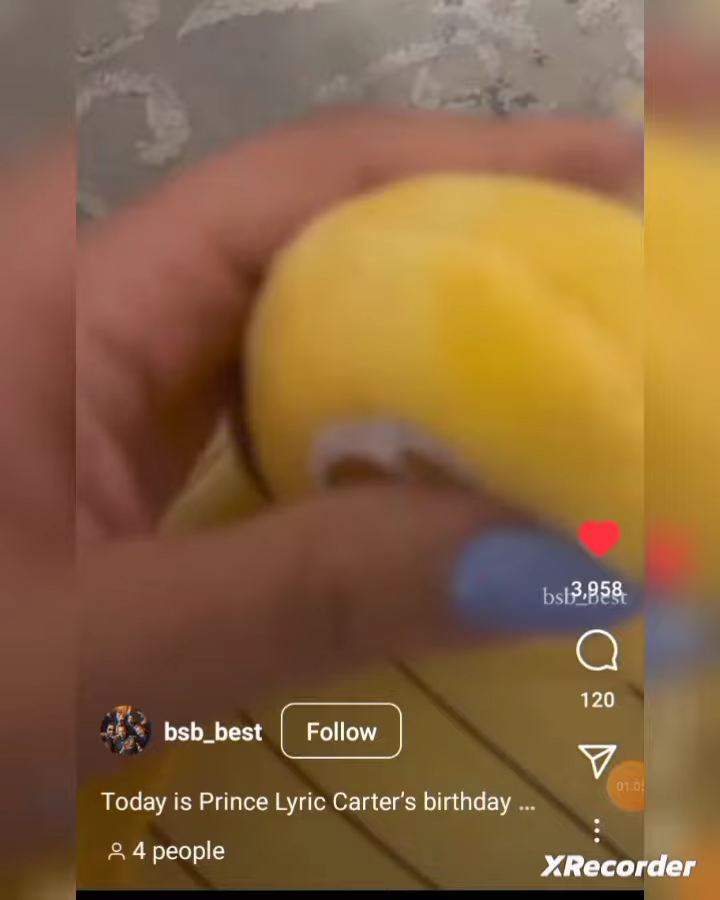 3,958
bsb_best
120
bsb_best Follow
Today is Prince Lyric Carter's birthday ...
4 people
XRecorder